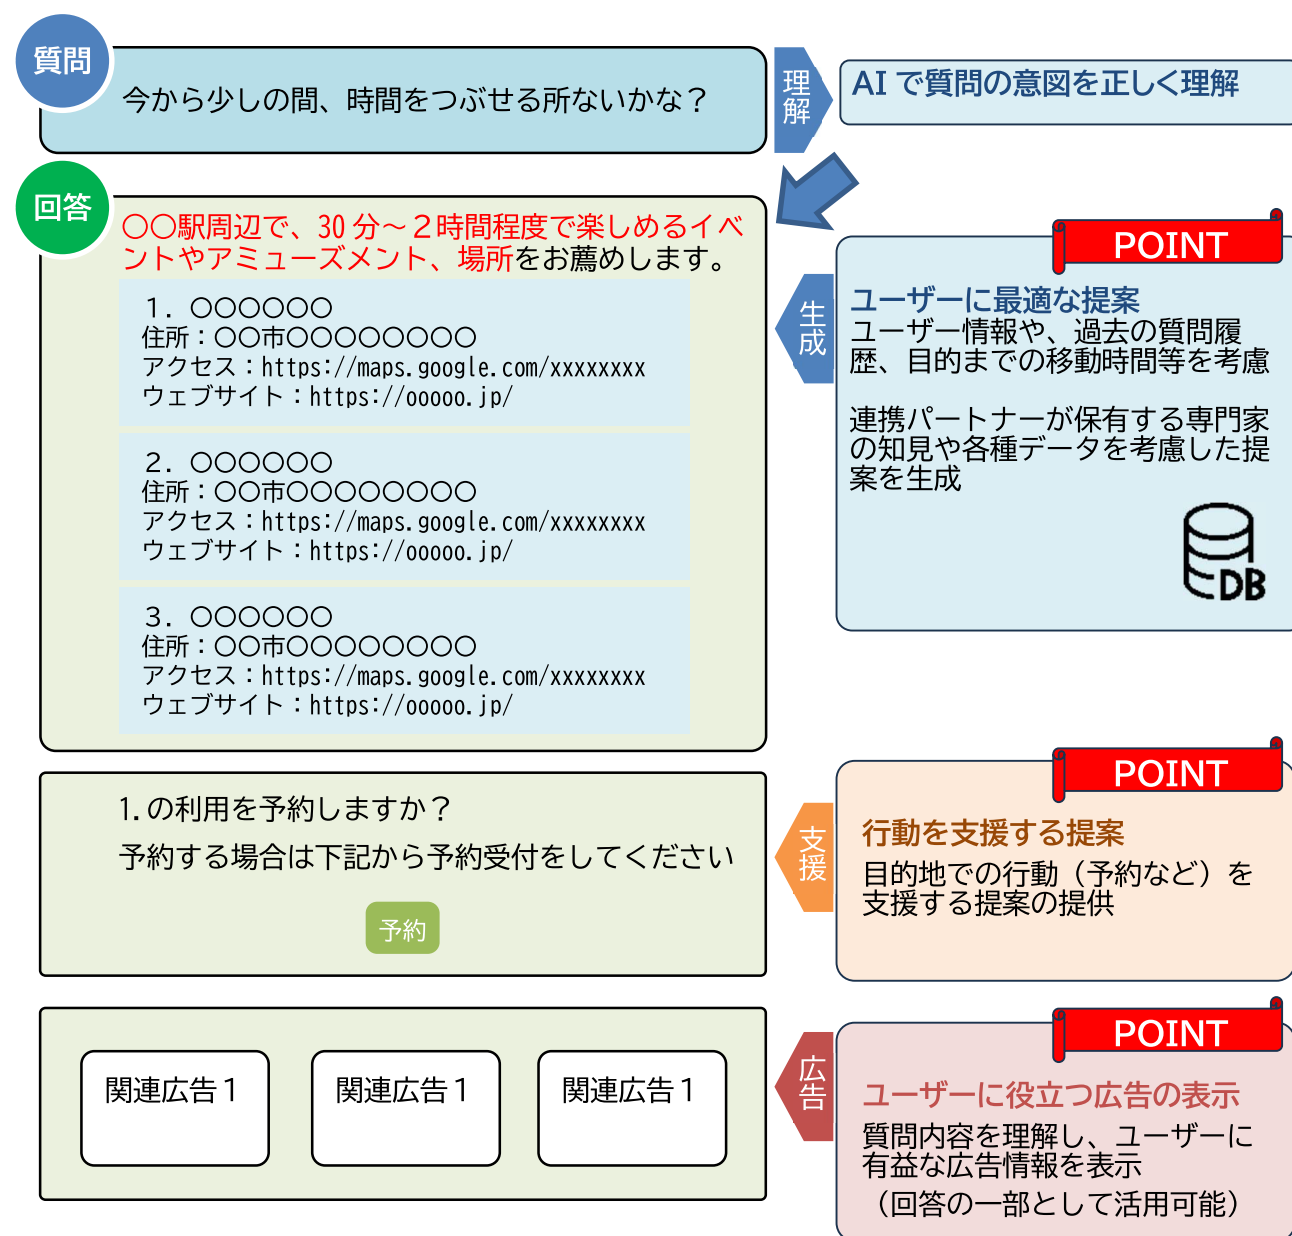 質問
今から少しの間、時間をつぶせる所ないかな？
理解
AIで質問の意図を正しく理解
回答
〇〇駅周辺で、30分～２時間程度で楽しめるイベ
ントやアミューズメント、場所をお薦めします。
１．〇〇〇〇〇〇
住所：〇〇市〇〇〇〇〇〇〇〇
アクセス：https://maps.google.com/xxxxxxxx
ウェブサイト：https://ooooo.jp/
２．〇〇〇〇〇〇
住所：〇〇市〇〇〇〇〇〇〇〇
アクセス：https://maps.google.com/xxxxxxxx
ウェブサイト：https://ooooo.jp/
３．〇〇〇〇〇〇
住所：〇〇市〇〇〇〇〇〇〇〇
アクセス：https://maps.google.com/xxxxxxxx
ウェブサイト：https://ooooo.jp/
生成
POINT
ユーザーに最適な提案
ユーザー情報や、過去の質問履
歴、目的までの移動時間等を考慮
連携パートナーが保有する専門家
の知見や各種データを考慮した提
案を生成
DB
1.の利用を予約しますか？
予約する場合は下記から予約受付をしてください
予約
支援
POINT
行動を支援する提案
目的地での行動（予約など）を
支援する提案の提供
関連広告１
関連広告１
関連広告１
広告
POINT
ユーザーに役立つ広告の表示
質問内容を理解し、ユーザーに
有益な広告情報を表示
（回答の一部として活用可能）